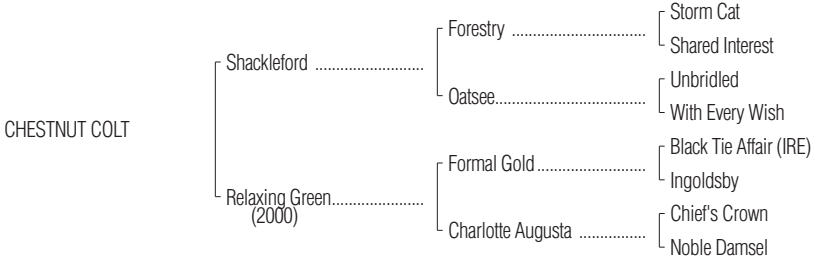 Storm Cat
Forestry ..............................
Shared Interest
Shackleford ........................
Unbridled
Oatsee..................................
With Every Wish
CHESTNUT COLT
Black Tie Affair (IRE)
Formal Gold........................
Ingoldsby
Relaxing Green....................
(2000)
Chief's Crown
Charlotte Augusta ...............
Noble Damsel